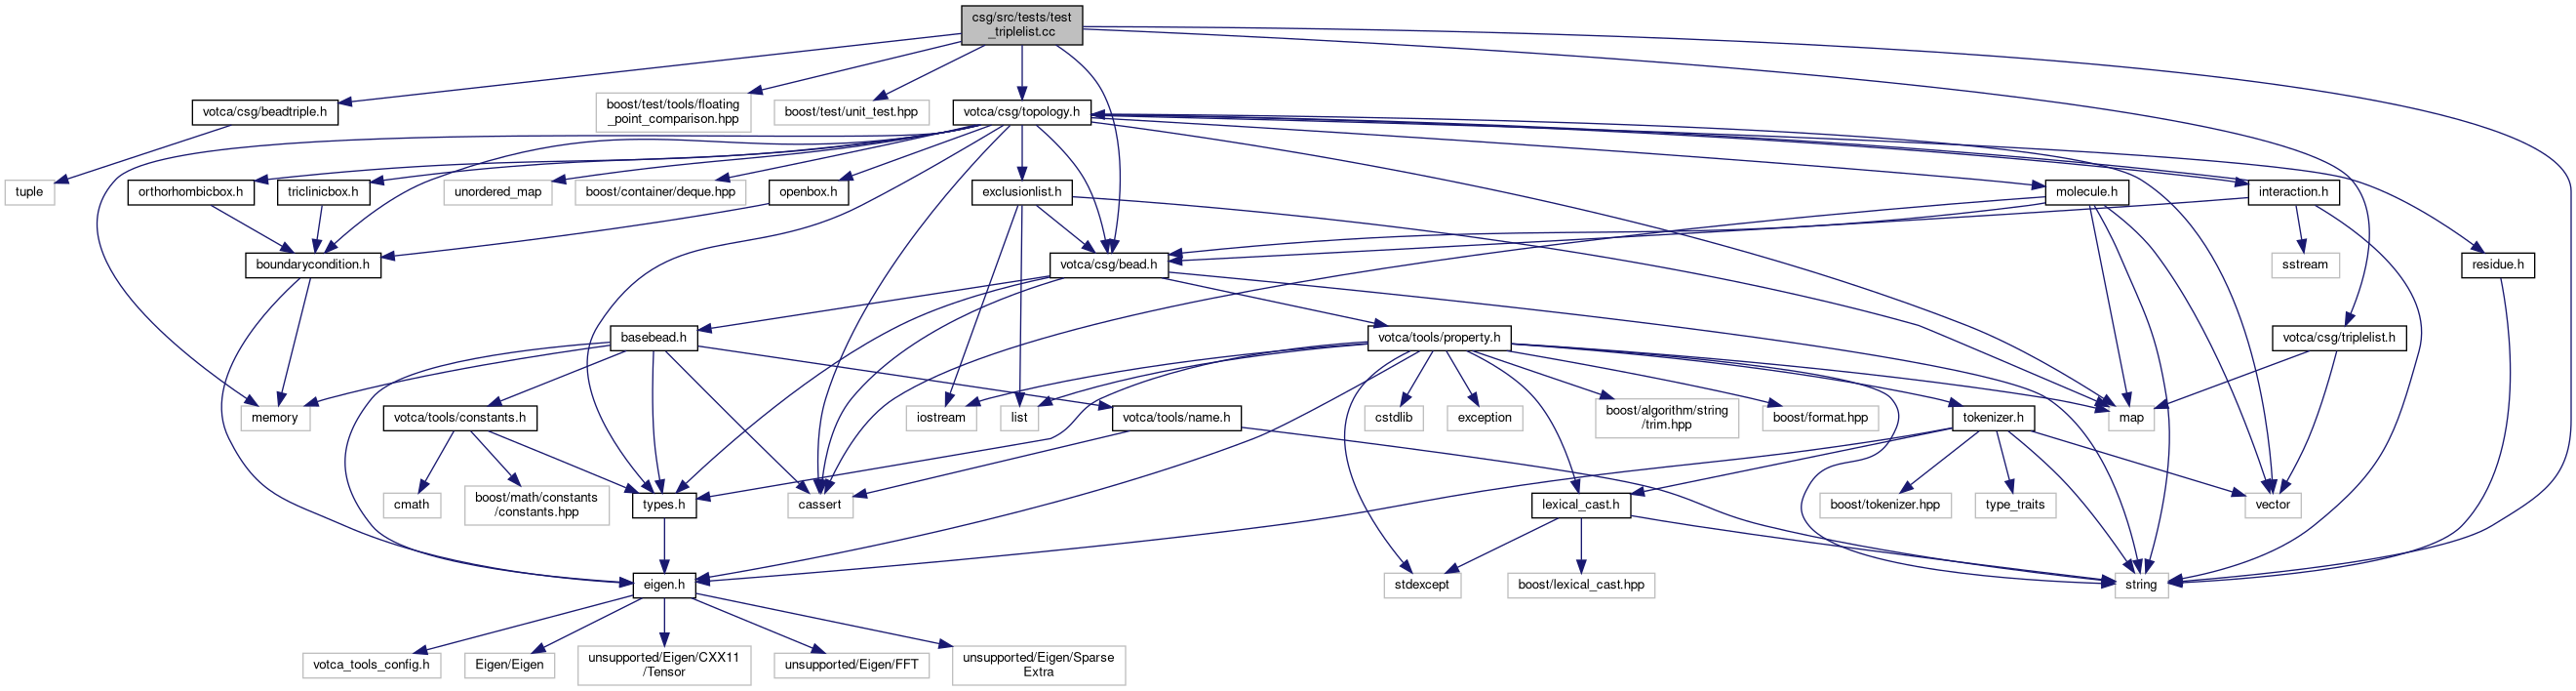 csg/src/tests/test
_triplelist.cc
votca/csg/beadtriple.h
boost/test/tools/floating
_point_comparison.hpp
boost/test/unit_test.hpp
votca/csg/topology.h
tuple
orthorhombicbox.h
triclinicbox.h
unordered_map
boost/container/deque.hpp
openbox.h
exclusionlist.h
molecule.h
interaction.h
boundarycondition.h
votca/csg/bead.h
sstream
residue.h
basebead.h
votca/tools/property.h
votca/csg/triplelist.h
memory
votca/tools/constants.h
iostream
list
votca/tools/name.h
cstdlib
exception
boost/algorithm/string
/trim.hpp
boost/format.hpp
tokenizer.h
map
cmath
boost/math/constants
/constants.hpp
types.h
cassert
lexical_cast.h
boost/tokenizer.hpp
type_traits
vector
eigen.h
stdexcept
boost/lexical_cast.hpp
string
votca_tools_config.h
Eigen/Eigen
unsupported/Eigen/CXX11
/Tensor
unsupported/Eigen/FFT
unsupported/Eigen/Sparse
Extra